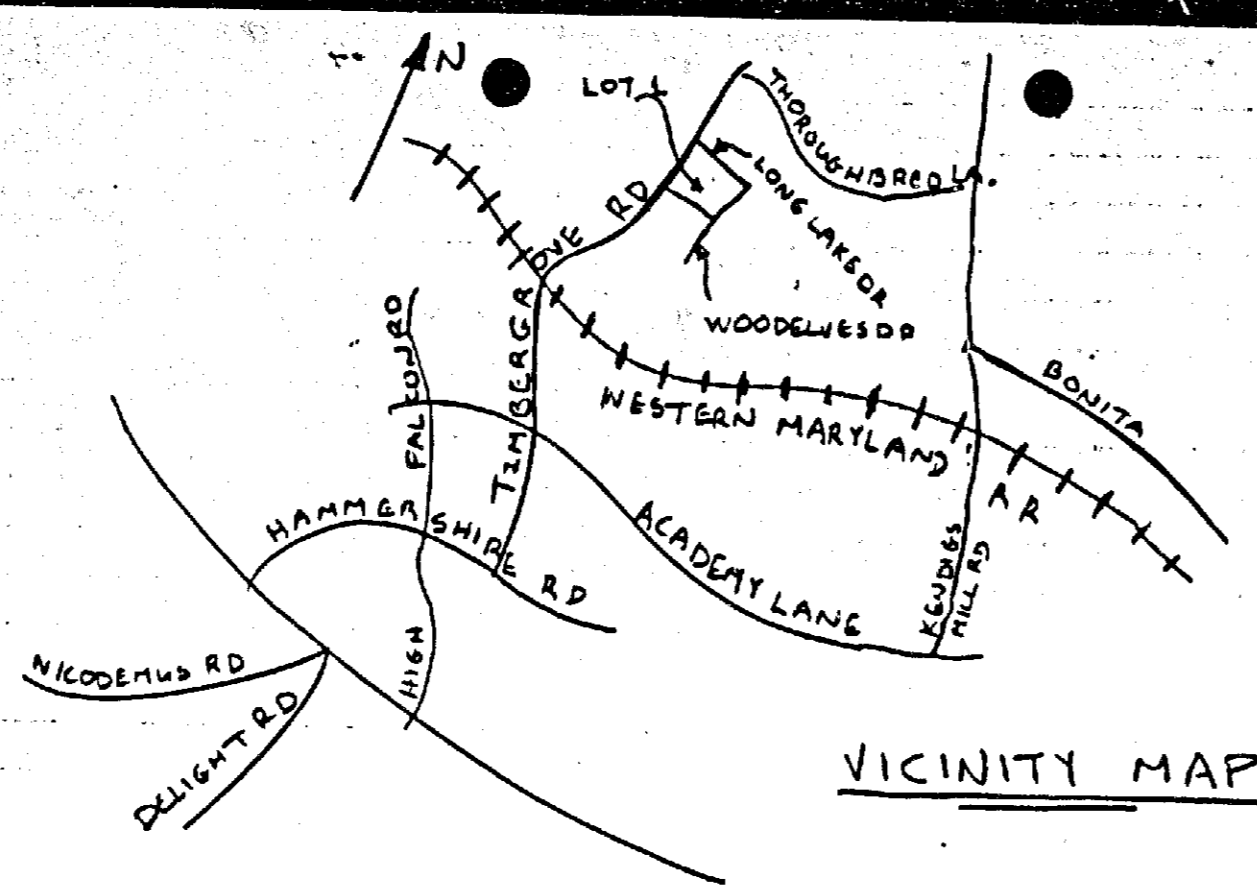 N
LOT 1
THOROUGHBRED LA.
LONG LAKE DR
WOODELVES DR
TIMBERGROVE RD
FALCON RD
WESTERN MARYLAND RR
BONITA
HAMMERSHIRE RD
ACADEMY LANE
KENDIGS
MILL RD
HIGH
NICODEMUS RD
DELIGHT RD
VICINITY MAP